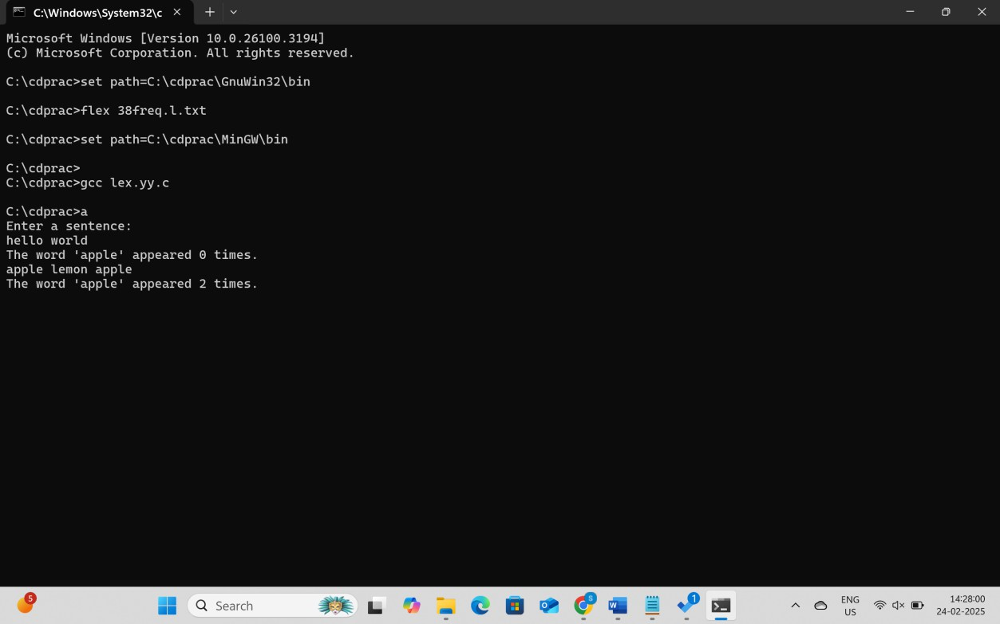 C:\Windows\System32\c
Microsoft Windows [Version 10.0.26100.3194]
(c) Microsoft Corporation. All rights reserved.
C:\cdprac>set path=C:\cdprac\GnuWin32\bin
C:\cdprac>flex 38freq.l.txt
C:\cdprac>set path=C:\cdprac\MinGW\bin
C:\cdprac>
C:\cdprac>gcc lex.yy.c
C:\cdprac>a
Enter a sentence:
hello world
The word 'apple' appeared 0 times.
apple lemon apple
The word 'apple' appeared 2 times.
5
Search
S
W
1
ENG
US
14:28:00
24-02-2025